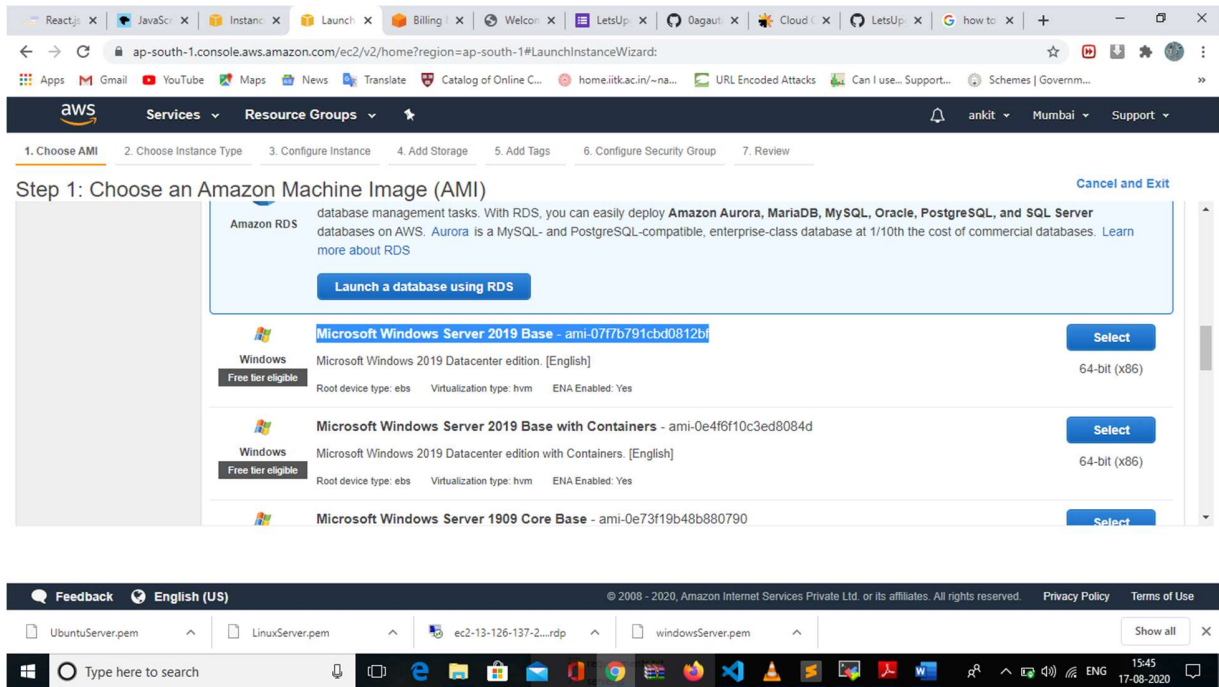 React.js
JavaScr
Instanc
Launch
Billing
Welcon
LetsUp
0agaut
Cloud
LetsUp
how to
ap-south-1.console.aws.amazon.com/ec2/v2/home?region=ap-south-1#LaunchInstanceWizard:
Apps Gmail YouTube Maps News Translate Catalog of Online C... home.iitk.ac.in/~na... URL Encoded Attacks Can I use... Support... Schemes | Governm... »
aws Services Resource Groups ankit Mumbai Support
1. Choose AMI 2. Choose Instance Type 3. Configure Instance 4. Add Storage 5. Add Tags 6. Configure Security Group 7. Review
Step 1: Choose an Amazon Machine Image (AMI)
Cancel and Exit
Amazon RDS
database management tasks. With RDS, you can easily deploy Amazon Aurora, MariaDB, MySQL, Oracle, PostgreSQL, and SQL Server
databases on AWS. Aurora is a MySQL- and PostgreSQL-compatible, enterprise-class database at 1/10th the cost of commercial databases. Learn
more about RDS
Launch a database using RDS
Microsoft Windows Server 2019 Base - ami-07f7b791cbd0812bf
Select
Windows
Free tier eligible
Microsoft Windows 2019 Datacenter edition. [English]
64-bit (x86)
Root device type: ebs Virtualization type: hvm ENA Enabled: Yes
Microsoft Windows Server 2019 Base with Containers - ami-0e4f6f10c3ed8084d
Select
Windows
Free tier eligible
Microsoft Windows 2019 Datacenter edition with Containers. [English]
64-bit (x86)
Root device type: ebs Virtualization type: hvm ENA Enabled: Yes
Microsoft Windows Server 1909 Core Base - ami-0e73f19b48b880790
Select
Feedback English (US) © 2008 - 2020, Amazon Internet Services Private Ltd. or its affiliates. All rights reserved. Privacy Policy Terms of Use
UbuntuServer.pem LinuxServer.pem ec2-13-126-137-2....rdp windowsServer.pem Show all
Type here to search
ENG
15:45
17-08-2020